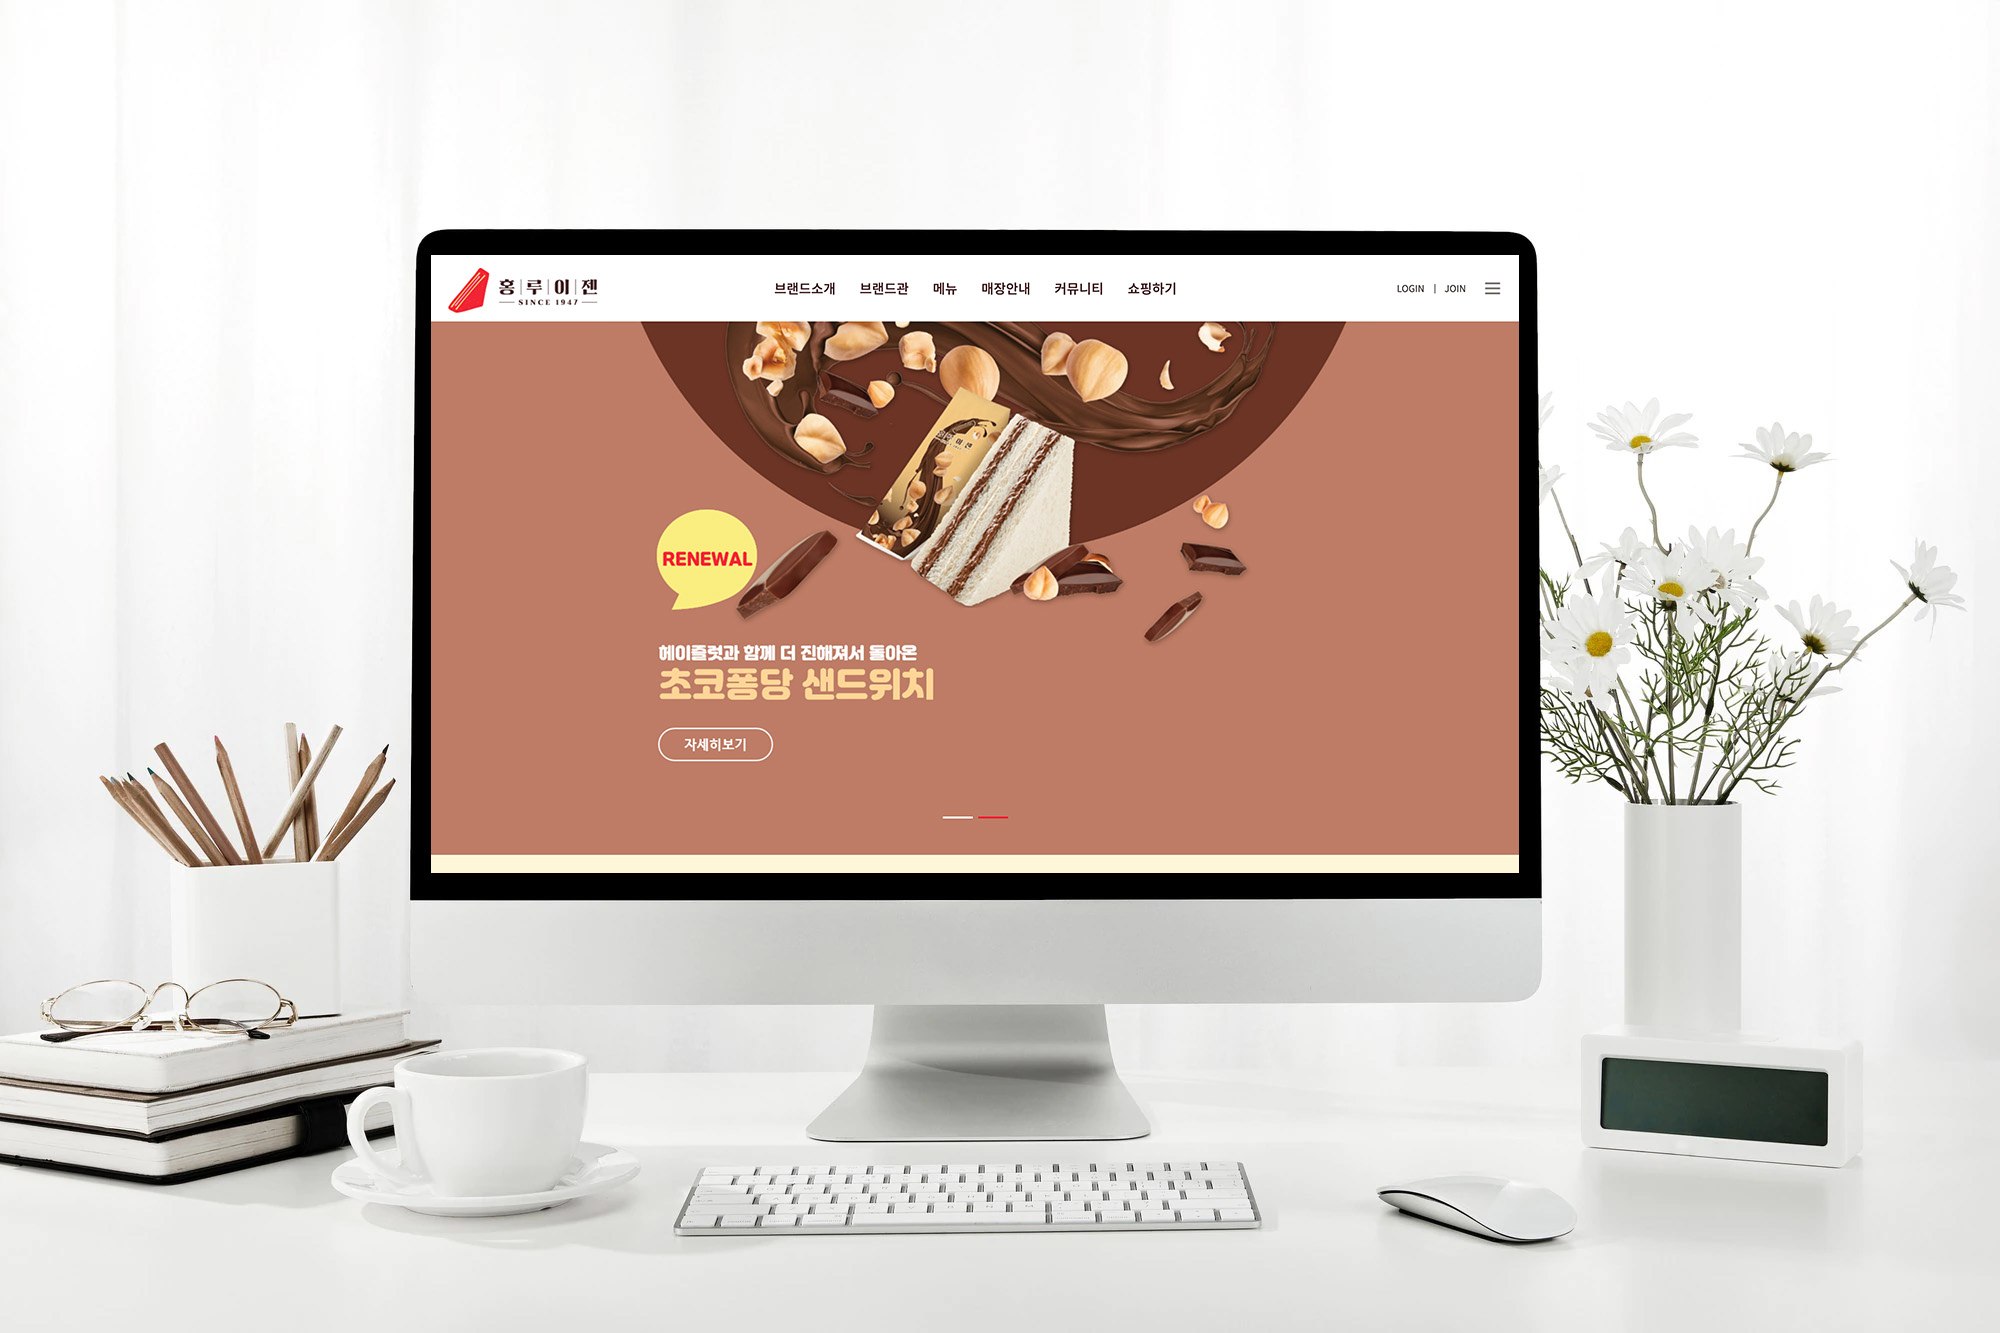 홍루이젠
SINCE 1947
브랜드소개 브랜드관 메뉴 매장안내 커뮤니티 쇼핑하기
LOGIN | JOIN
RENEWAL
헤이즐럿과 함께 더 진해져서 돌아온
초코퐁당 샌드위치
자세히보기